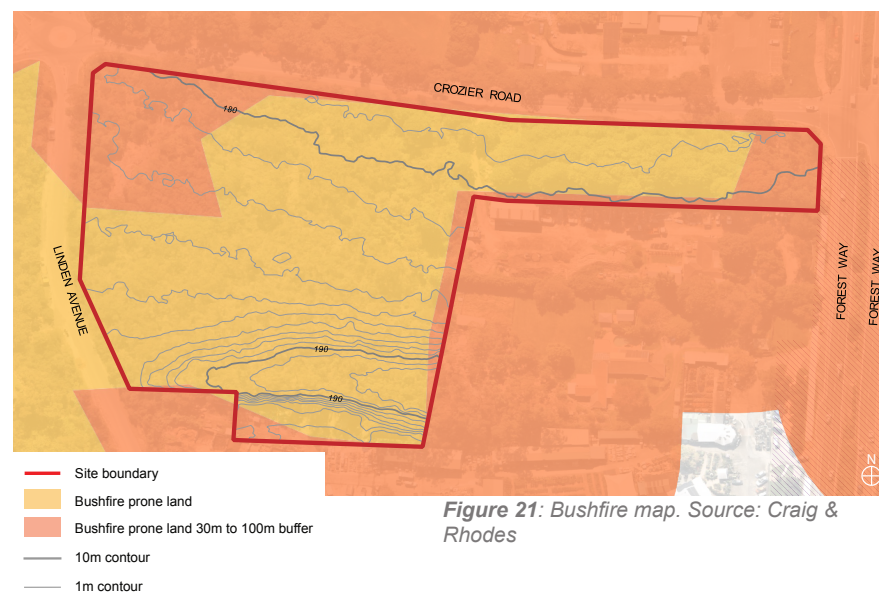 CROZIER ROAD
180
LINDEN AVENUE
FOREST WAY
FOREST WAY
190
190
N
Site boundary
Bushfire prone land
Bushfire prone land 30m to 100m buffer
10m contour
1m contour
Figure 21: Bushfire map. Source: Craig &
Rhodes